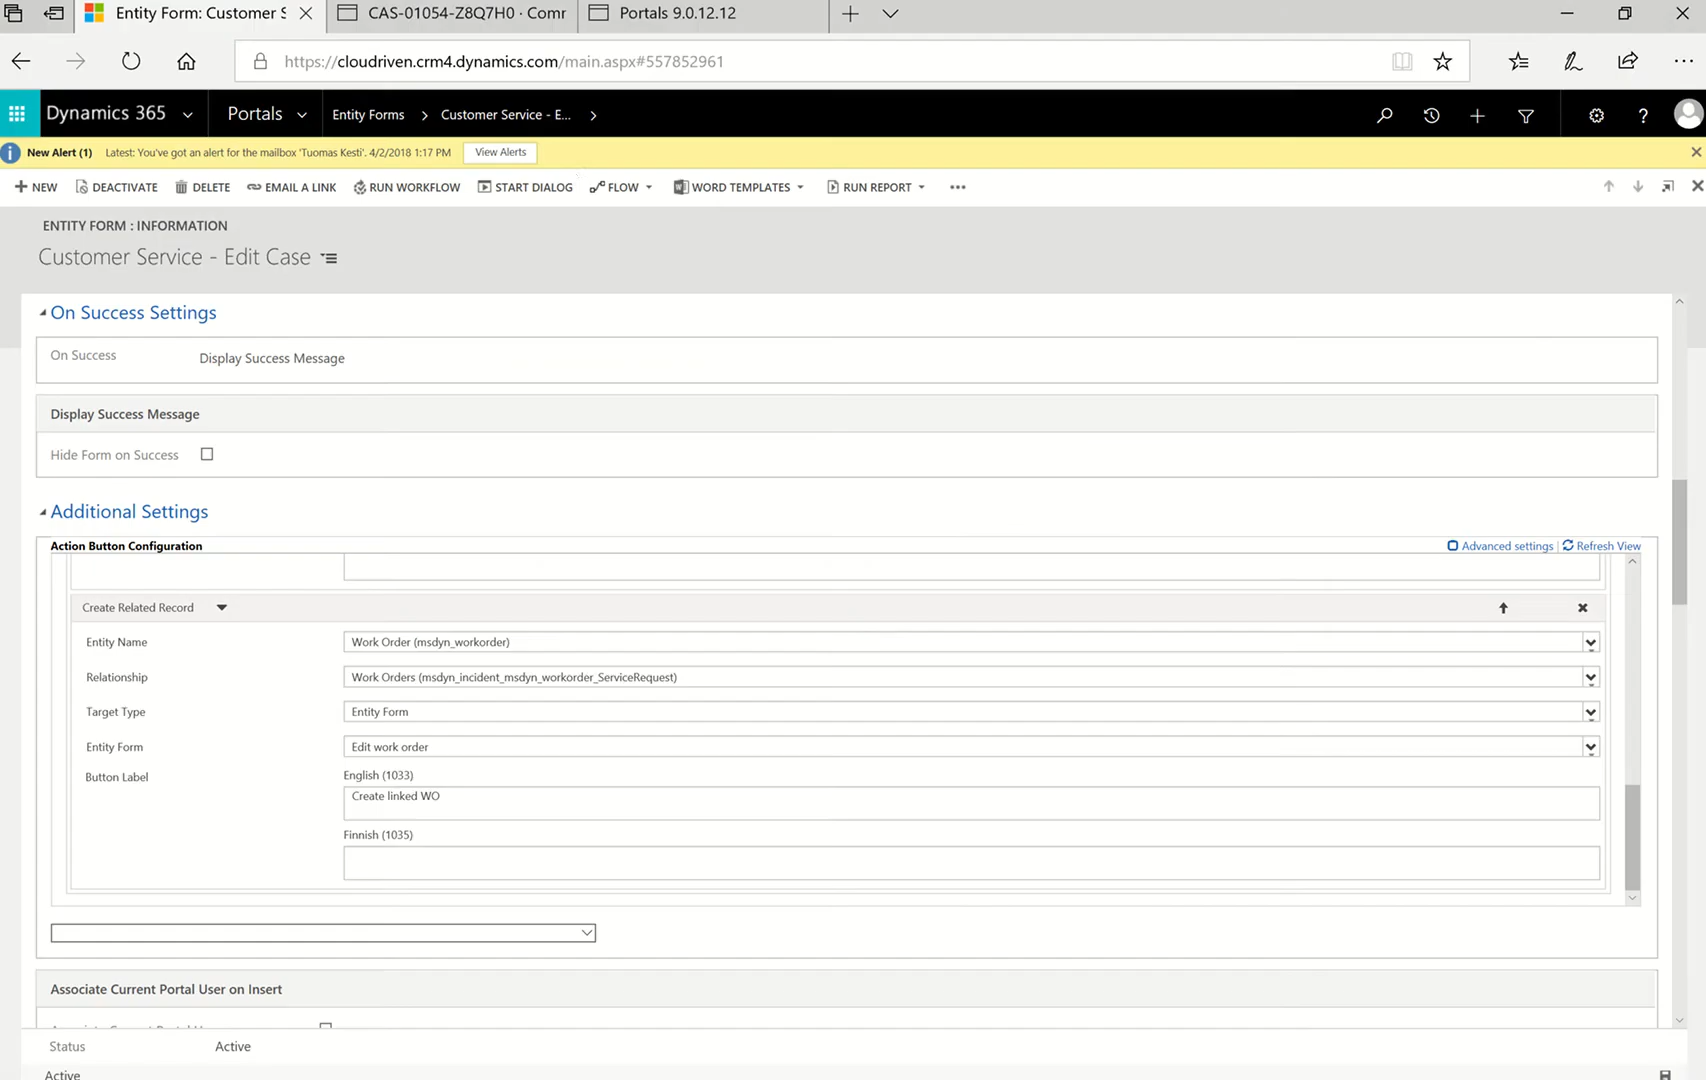 Entity Form: Customer S
CAS-01054-Z8Q7H0 · Comr
Portals 9.0.12.12
https://cloudriven.crm4.dynamics.com/main.aspx#557852961
Dynamics 365
Portals
Entity Forms
Customer Service - E...
New Alert (1)
Latest: You've got an alert for the mailbox 'Tuomas Kesti'. 4/2/2018 1:17 PM
View Alerts
NEW
DEACTIVATE
DELETE
EMAIL A LINK
RUN WORKFLOW
START DIALOG
FLOW
WORD TEMPLATES
RUN REPORT
ENTITY FORM : INFORMATION
Customer Service - Edit Case
On Success Settings
On Success
Display Success Message
Display Success Message
Hide Form on Success
Additional Settings
Action Button Configuration
Advanced settings
Refresh View
Create Related Record
Entity Name
Work Order (msdyn_workorder)
Relationship
Work Orders (msdyn_incident_msdyn_workorder_ServiceRequest)
Target Type
Entity Form
Entity Form
Edit work order
Button Label
English (1033)
Create linked WO
Finnish (1035)
Associate Current Portal User on Insert
Status
Active
Active